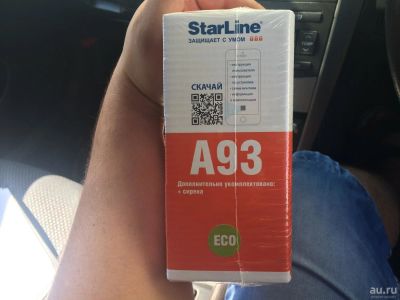 StarLine®
ЗАЩИЩАЕТ С УМОМ
СКАЧАЙ
A93
Дополнительно укомплектовано:
+ сирена
ECO
au.ru